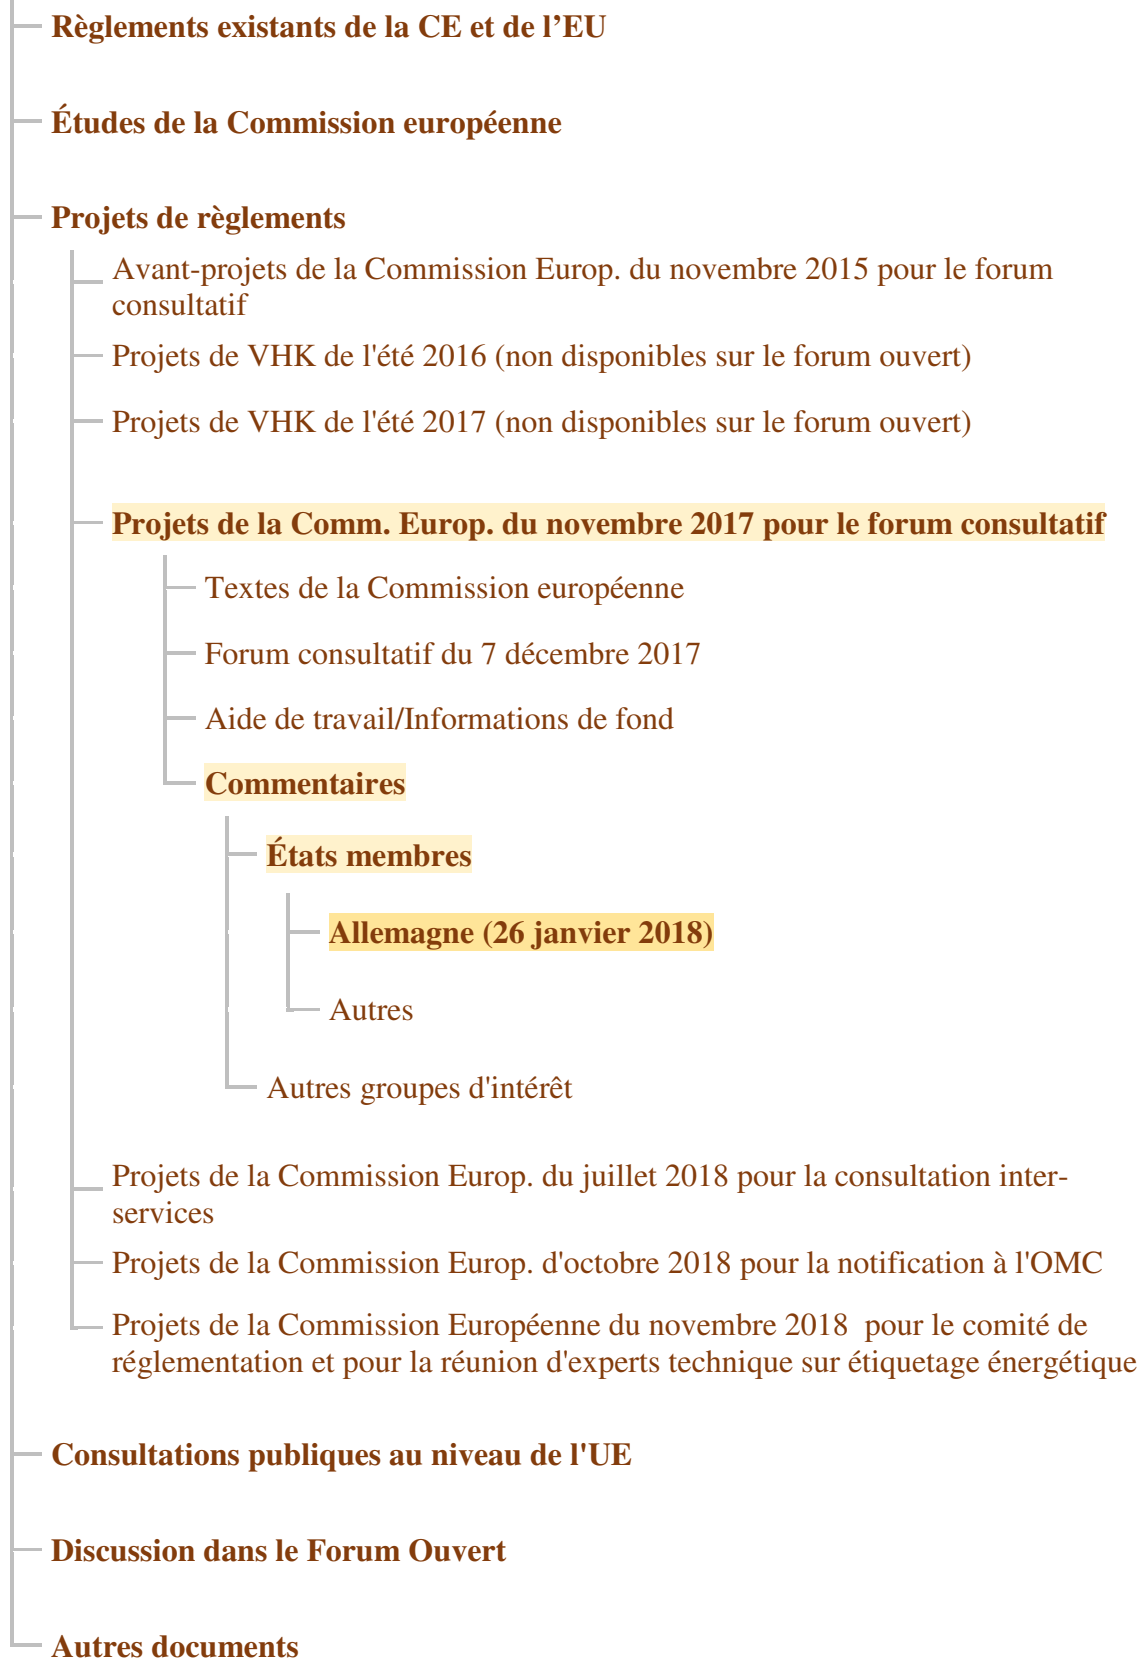 Règlements existants de la CE et de l’EU
Études de la Commission européenne
Projets de règlements
Avant-projets de la Commission Europ. du novembre 2015 pour le forum
consultatif
Projets de VHK de l'été 2016 (non disponibles sur le forum ouvert)
Projets de VHK de l'été 2017 (non disponibles sur le forum ouvert)
Projets de la Comm. Europ. du novembre 2017 pour le forum consultatif
Textes de la Commission européenne
Forum consultatif du 7 décembre 2017
Aide de travail/Informations de fond
Commentaires
États membres
Allemagne (26 janvier 2018)
Autres
Autres groupes d'intérêt
Projets de la Commission Europ. du juillet 2018 pour la consultation inter-
services
Projets de la Commission Europ. d'octobre 2018 pour la notification à l'OMC
Projets de la Commission Européenne du novembre 2018  pour le comité de
réglementation et pour la réunion d'experts technique sur étiquetage énergétique
Consultations publiques au niveau de l'UE
Discussion dans le Forum Ouvert
Autres documents